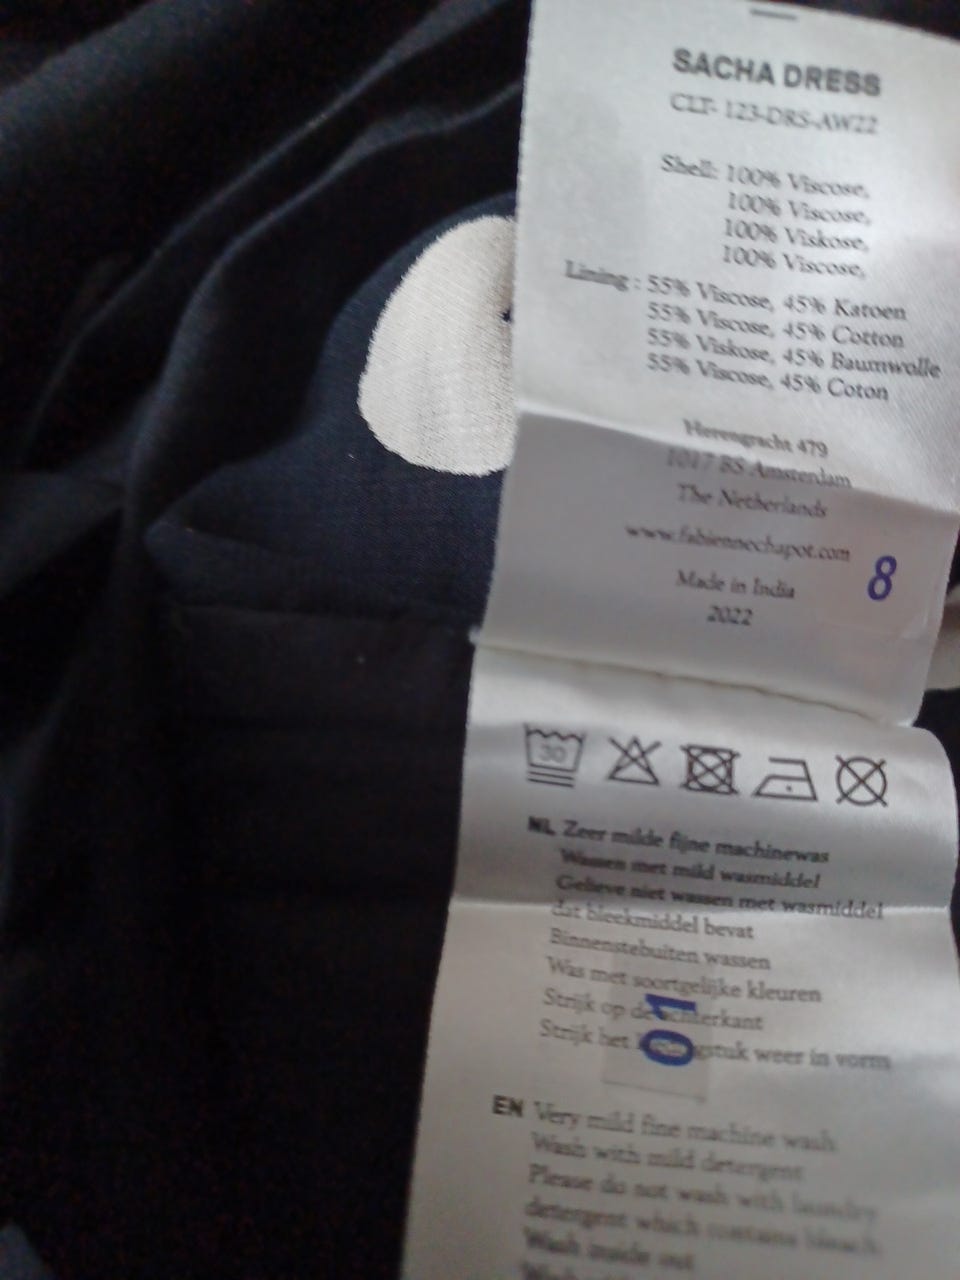 SACHA DRESS
CLT- 123-DRS-AW22
Shell: 100% Viscose,
100% Viscose,
100% Viskose,
100% Viscose,
Lining : 55% Viscose, 45% Katoen
55% Viscose, 45% Cotton
55% Viskose, 45% Baumwolle
55% Viscose, 45% Coton
Herengracht 479
1017 BS Amsterdam
The Netherlands
www.fabiennechapot.com
8
Made in India
2022
30
NL Zeer milde fijne machinewas
Wassen met mild wasmiddel
Gelieve niet wassen met wasmiddel
dat bleekmiddel bevat
Binnenstebuiten wassen
Was met soortgelijke kleuren
Strijk op de achterkant
Strijk het gstuk weer in vorm
10
EN Very mild fine machine wash
Wash with mild detergent
Please do not wash with laundry
detergent which contains bleach
Wash inside out